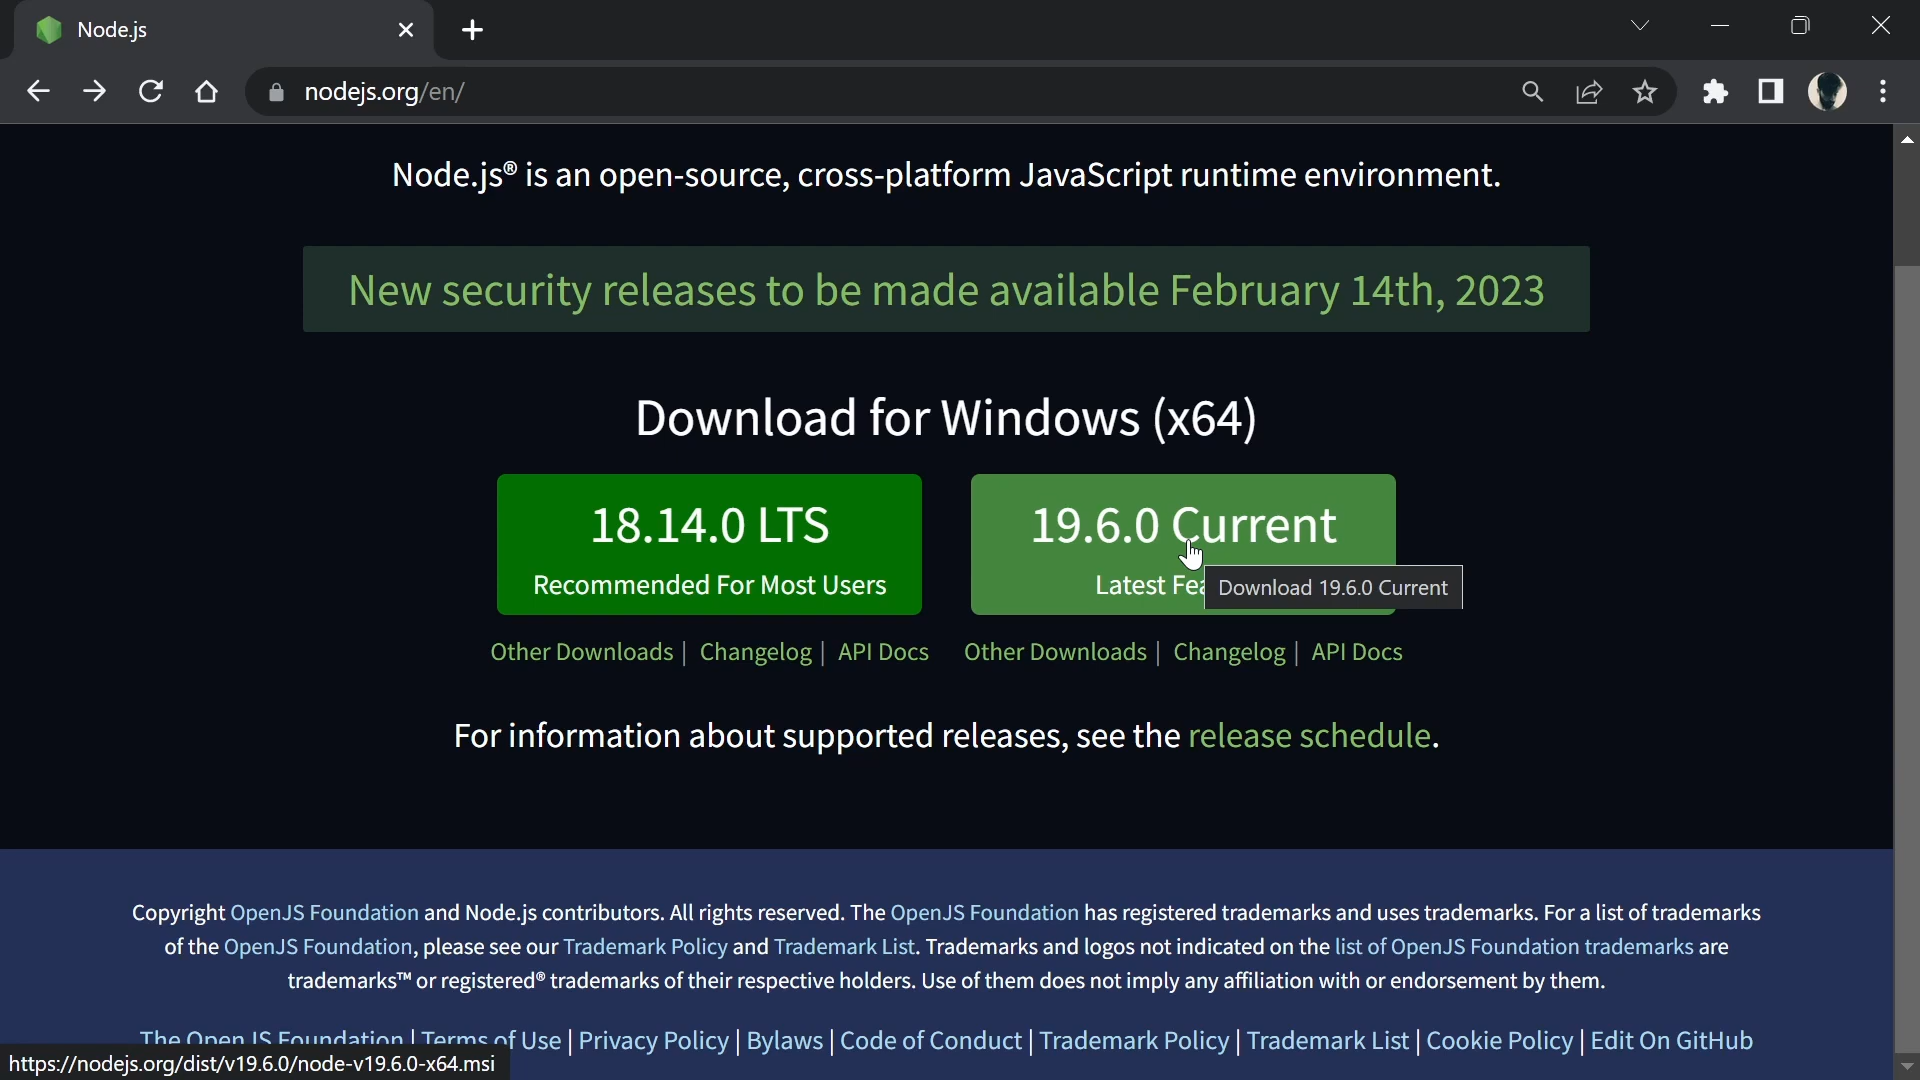 Node.js
nodejs.org/en/
Node.js® is an open-source, cross-platform JavaScript runtime environment.
New security releases to be made available February 14th, 2023
Download for Windows (x64)
18.14.0 LTS
Recommended For Most Users
19.6.0 Current
Latest
Download 19.6.0 Current
Other Downloads | Changelog | API Docs
Other Downloads | Changelog | API Docs
For information about supported releases, see the release schedule.
Copyright OpenJS Foundation and Node.js contributors. All rights reserved. The OpenJS Foundation has registered trademarks and uses trademarks. For a list of trademarks
of the OpenJS Foundation, please see our Trademark Policy and Trademark List. Trademarks and logos not indicated on the list of OpenJS Foundation trademarks are
trademarks™ or registered® trademarks of their respective holders. Use of them does not imply any affiliation with or endorsement by them.
The OpenJS Foundation | Terms of Use | Privacy Policy | Bylaws | Code of Conduct | Trademark Policy | Trademark List | Cookie Policy | Edit On GitHub
https://nodejs.org/dist/v19.6.0/node-v19.6.0-x64.msi